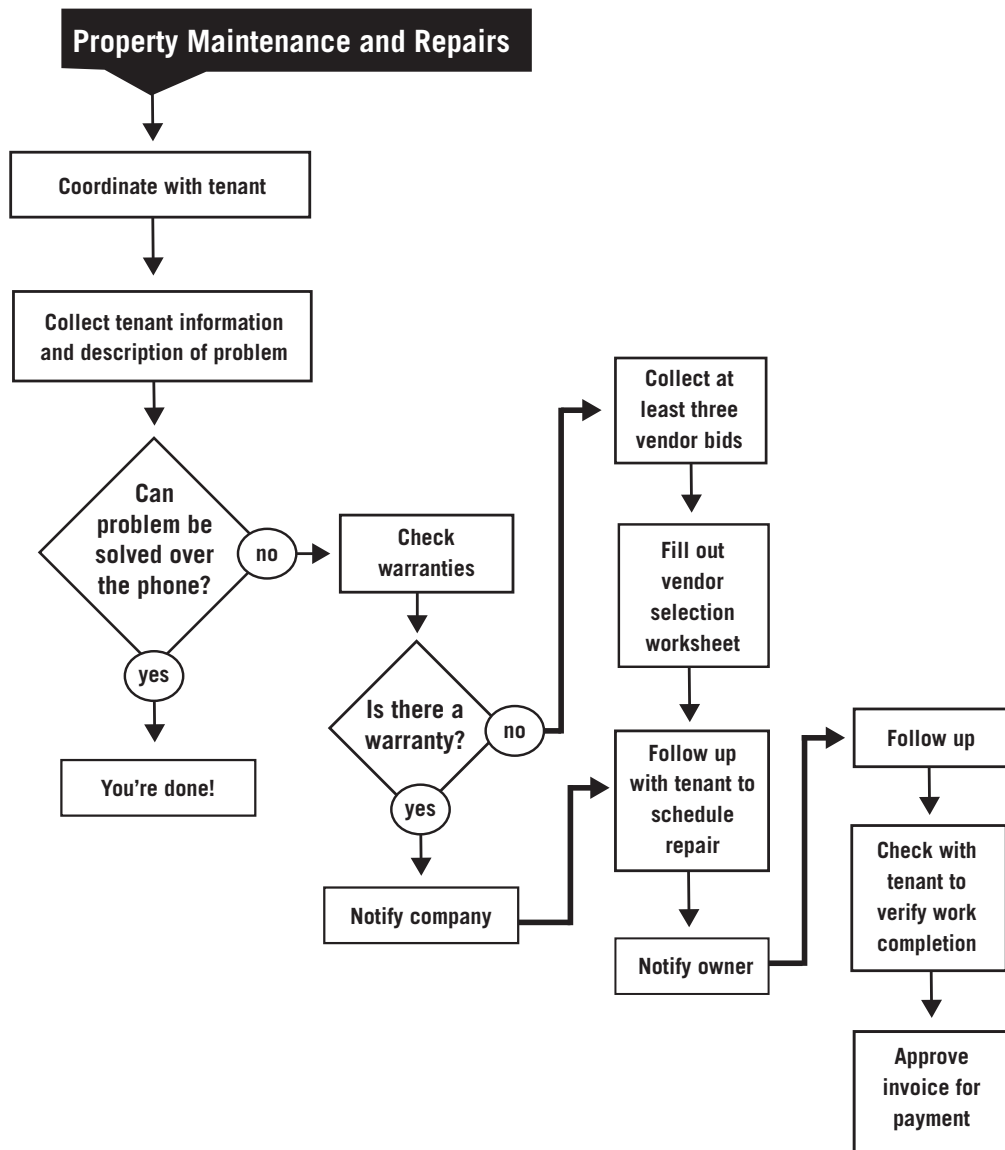 Property Maintenance and Repairs
Coordinate with tenant
Collect tenant information
and description of problem
Can
problem be
solved over
the phone?
no
yes
You're done!
Check
warranties
Is there a
warranty?
no
yes
Notify company
Collect at
least three
vendor bids
Fill out
vendor
selection
worksheet
Follow up
with tenant to
schedule
repair
Notify owner
Follow up
Check with
tenant to
verify work
completion
Approve
invoice for
payment